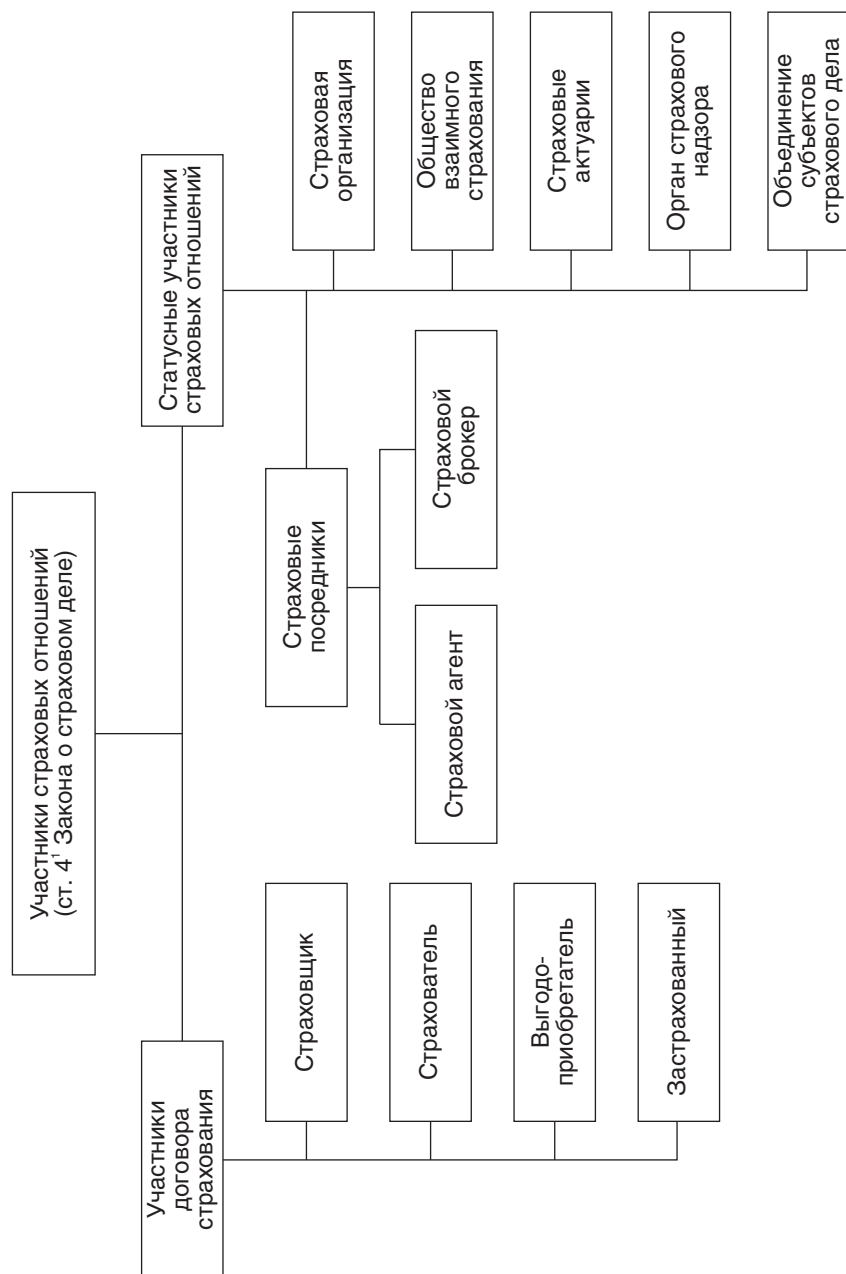 Участники страховых отношений
(ст. 4¹ Закона о страховом деле)
Участники
договора
страхования
Страховщик
Страхователь
Выгодо-
приобретатель
Застрахованный
Статусные участники
страховых отношений
Страховые
посредники
Страховой агент
Страховой
брокер
Страховая
организация
Общество
взаимного
страхования
Страховые
актуарии
Орган страхового
надзора
Объединение
субъектов
страхового дела